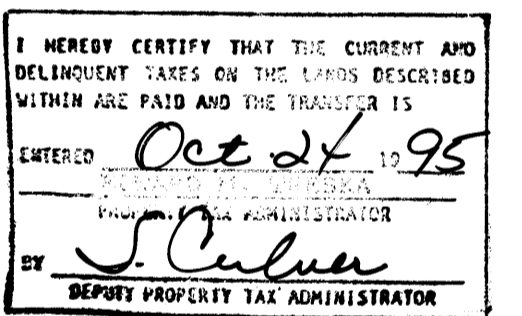 I HEREBY CERTIFY THAT THE CURRENT AND
DELINQUENT TAXES ON THE LANDS DESCRIBED
WITHIN ARE PAID AND THE TRANSFER IS
ENTERED Oct. 24 1995
PROPERTY TAX ADMINISTRATOR
BY S. Culver
DEPUTY PROPERTY TAX ADMINISTRATOR